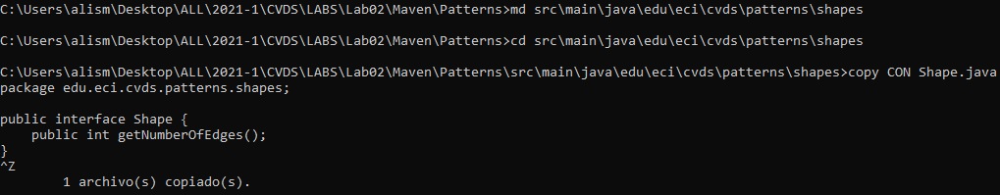 C:\Users\alism\Desktop\ALL\2021-1\CVDS\LABS\Lab02\Maven\Patterns>md src\main\java\edu\eci\cvds\patterns\shapes
C:\Users\alism\Desktop\ALL\2021-1\CVDS\LABS\Lab02\Maven\Patterns>cd src\main\java\edu\eci\cvds\patterns\shapes
C:\Users\alism\Desktop\ALL\2021-1\CVDS\LABS\Lab02\Maven\Patterns\src\main\java\edu\eci\cvds\patterns\shapes>copy CON Shape.java
package edu.eci.cvds.patterns.shapes;
public interface Shape {
    public int getNumberOfEdges();
}
^Z
        1 archivo(s) copiado(s).